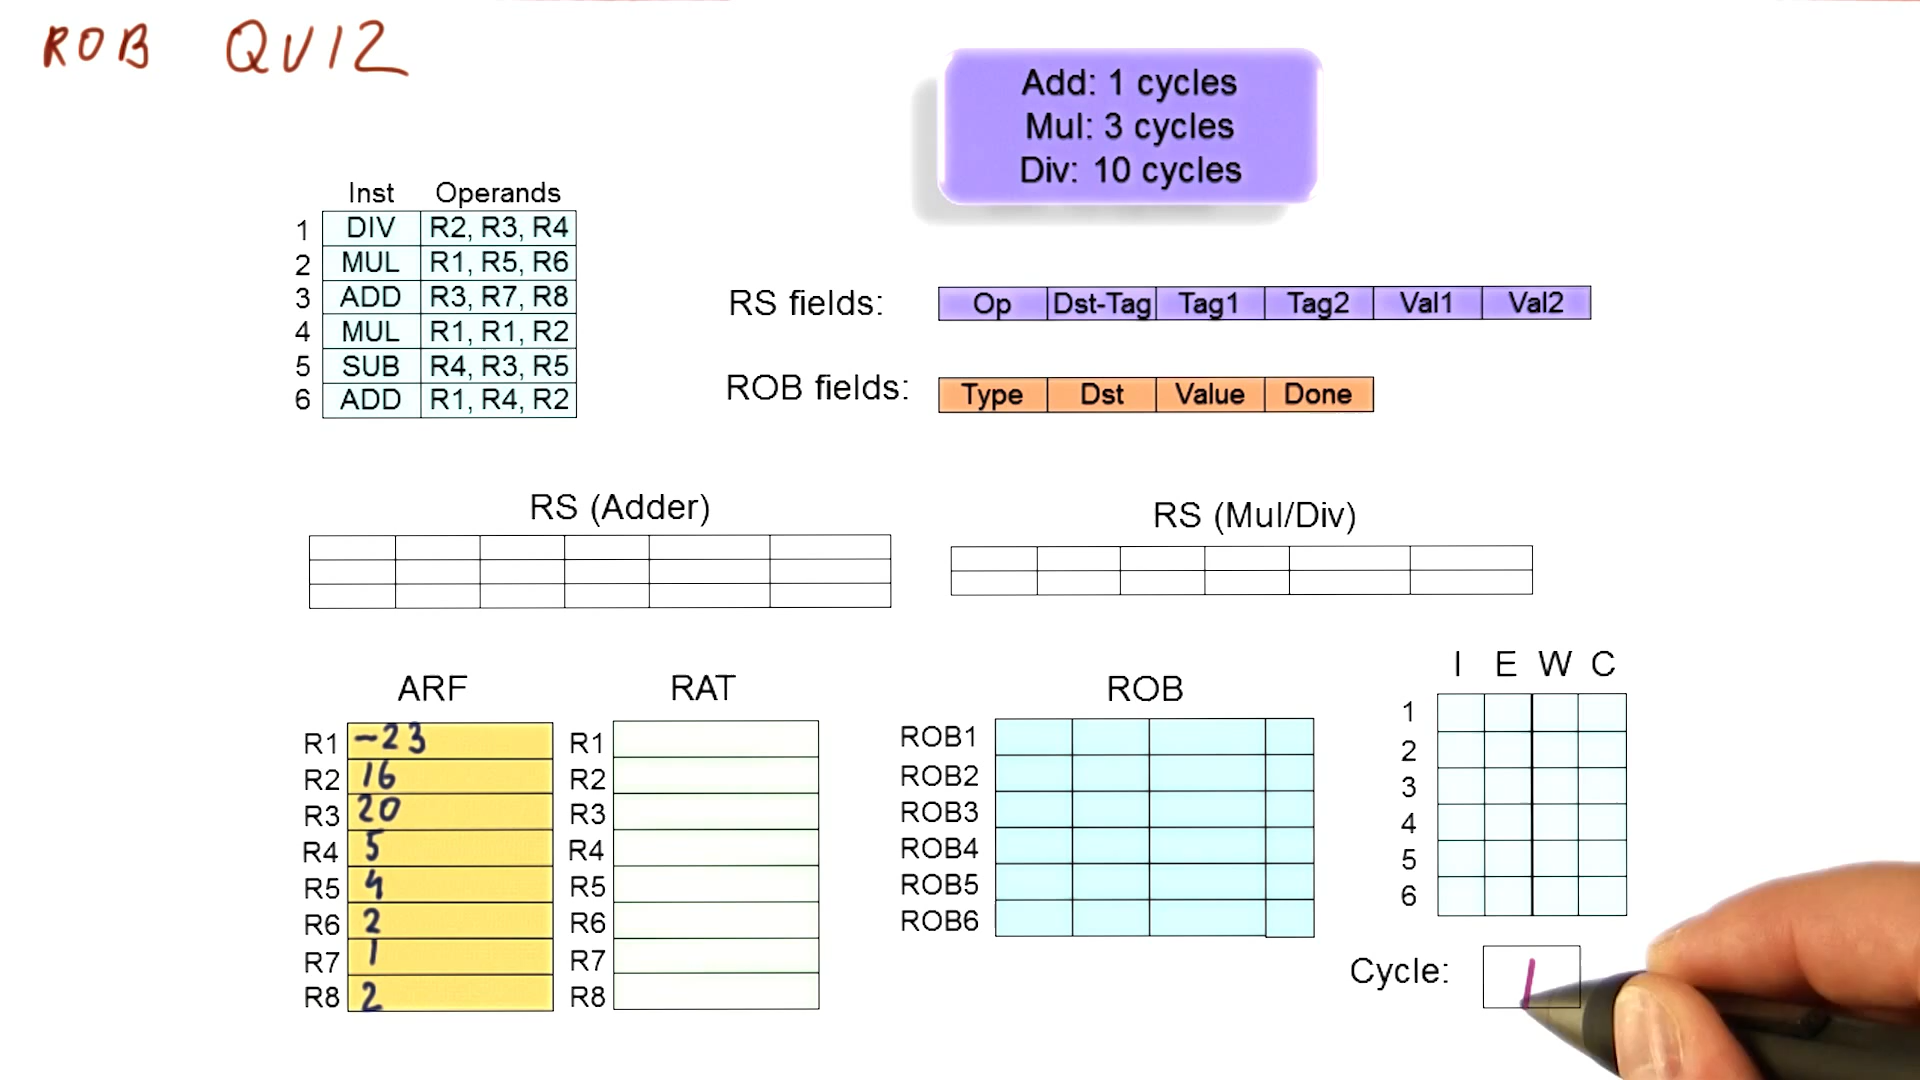 ROB QUIZ
Add: 1 cycles
Mul: 3 cycles
Div: 10 cycles
Inst Operands
1 DIV R2, R3, R4
2 MUL R1, R5, R6
3 ADD R3, R7, R8
4 MUL R1, R1, R2
5 SUB R4, R3, R5
6 ADD R1, R4, R2
RS fields: Op Dst-Tag Tag1 Tag2 Val1 Val2
ROB fields: Type Dst Value Done
RS (Adder)
RS (Mul/Div)
ARF
R1 -23
R2 16
R3 20
R4 5
R5 4
R6 2
R7 1
R8 2
RAT
R1
R2
R3
R4
R5
R6
R7
R8
ROB
ROB1
ROB2
ROB3
ROB4
ROB5
ROB6
I E W C
1
2
3
4
5
6
Cycle: 1